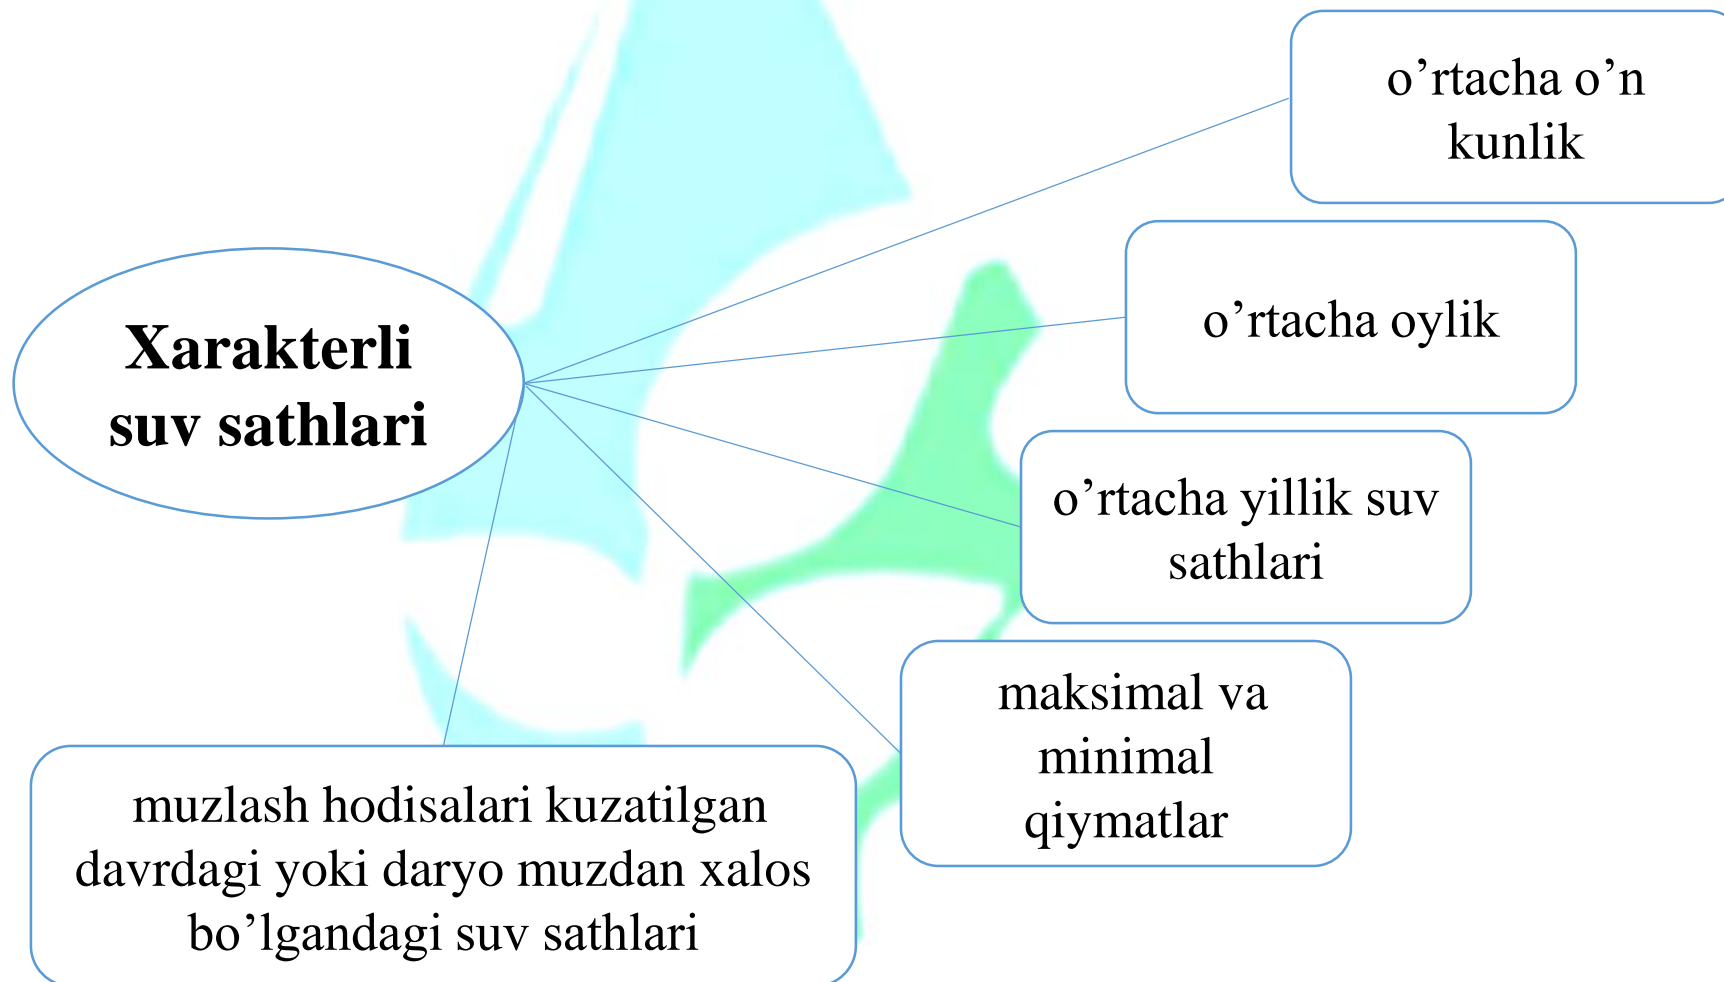 Xarakterli
suv sathlari
o’rtacha o’n
kunlik
o’rtacha oylik
o’rtacha yillik suv
sathlari
maksimal va
minimal
qiymatlar
muzlash hodisalari kuzatilgan
davrdagi yoki daryo muzdan xalos
bo’lgandagi suv sathlari